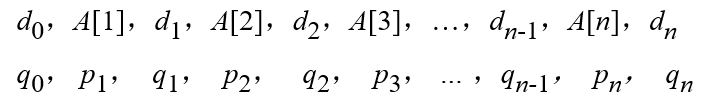 d₀, A[1], d₁, A[2], d₂, A[3], …, dₙ₋₁, A[n], dₙ
q₀, p₁, q₁, p₂, q₂, p₃, ... , qₙ₋₁, pₙ, qₙ